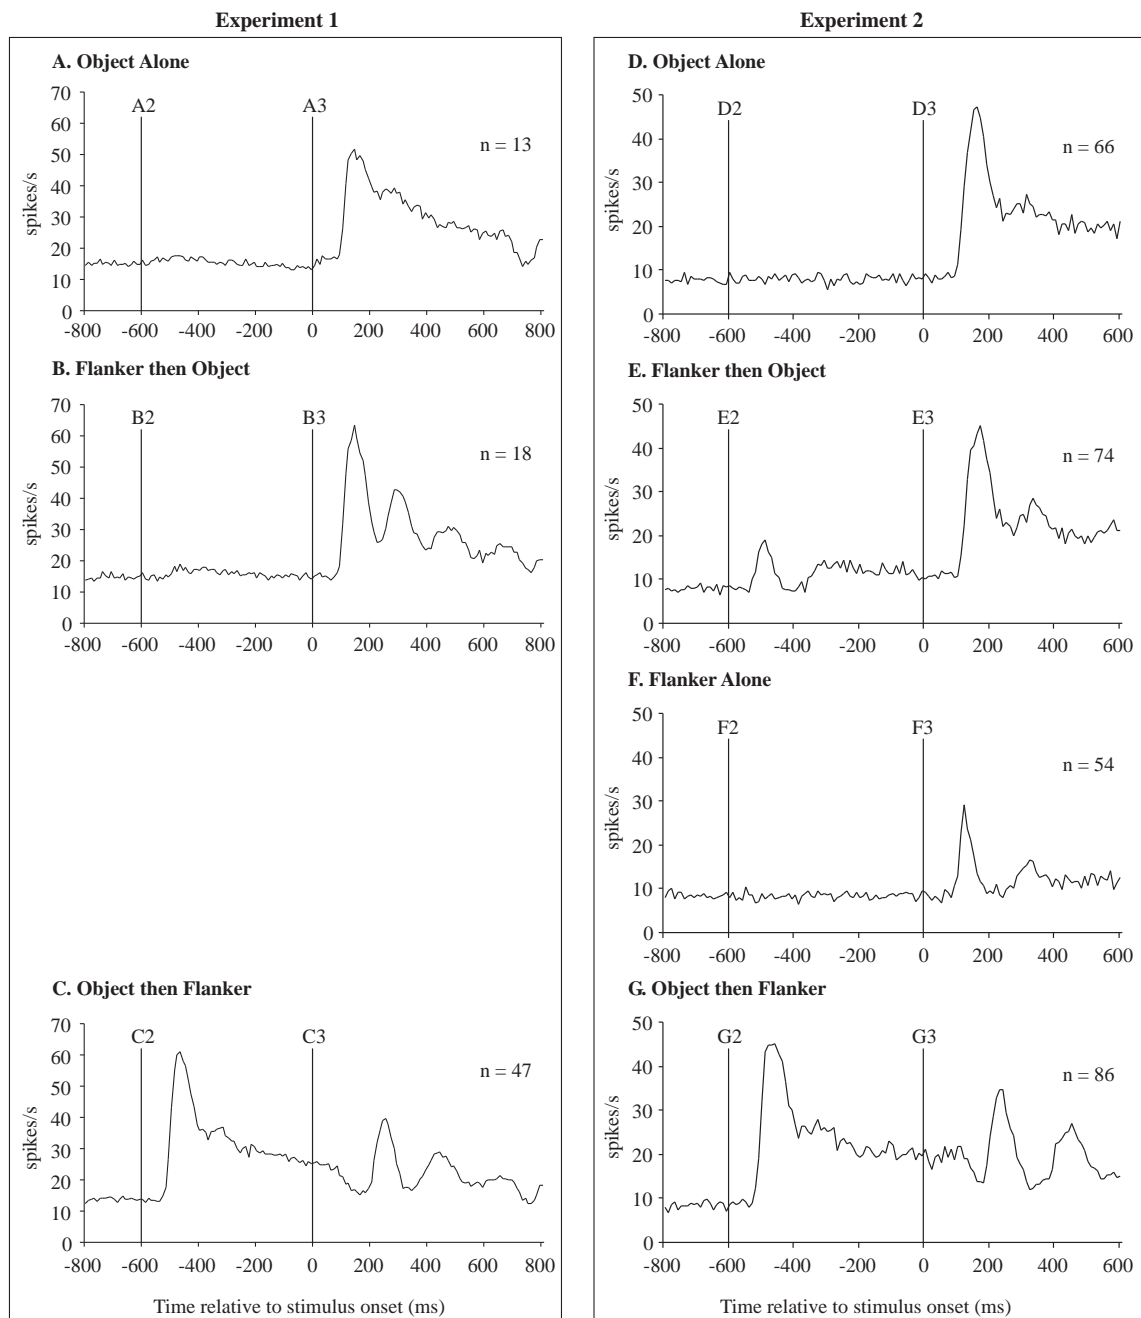 Experiment 1
A. Object Alone
70
60
50
40
30
20
10
0
spikes/s
A2
A3
n = 13
-800 -600 -400 -200 0 200 400 600 800
B. Flanker then Object
70
60
50
40
30
20
10
0
spikes/s
B2
B3
n = 18
-800 -600 -400 -200 0 200 400 600 800
C. Object then Flanker
70
60
50
40
30
20
10
0
spikes/s
C2
C3
n = 47
-800 -600 -400 -200 0 200 400 600 800
Time relative to stimulus onset (ms)
Experiment 2
D. Object Alone
50
40
30
20
10
0
spikes/s
D2
D3
n = 66
-800 -600 -400 -200 0 200 400 600
E. Flanker then Object
50
40
30
20
10
0
spikes/s
E2
E3
n = 74
-800 -600 -400 -200 0 200 400 600
F. Flanker Alone
50
40
30
20
10
0
spikes/s
F2
F3
n = 54
-800 -600 -400 -200 0 200 400 600
G. Object then Flanker
50
40
30
20
10
0
spikes/s
G2
G3
n = 86
-800 -600 -400 -200 0 200 400 600
Time relative to stimulus onset (ms)